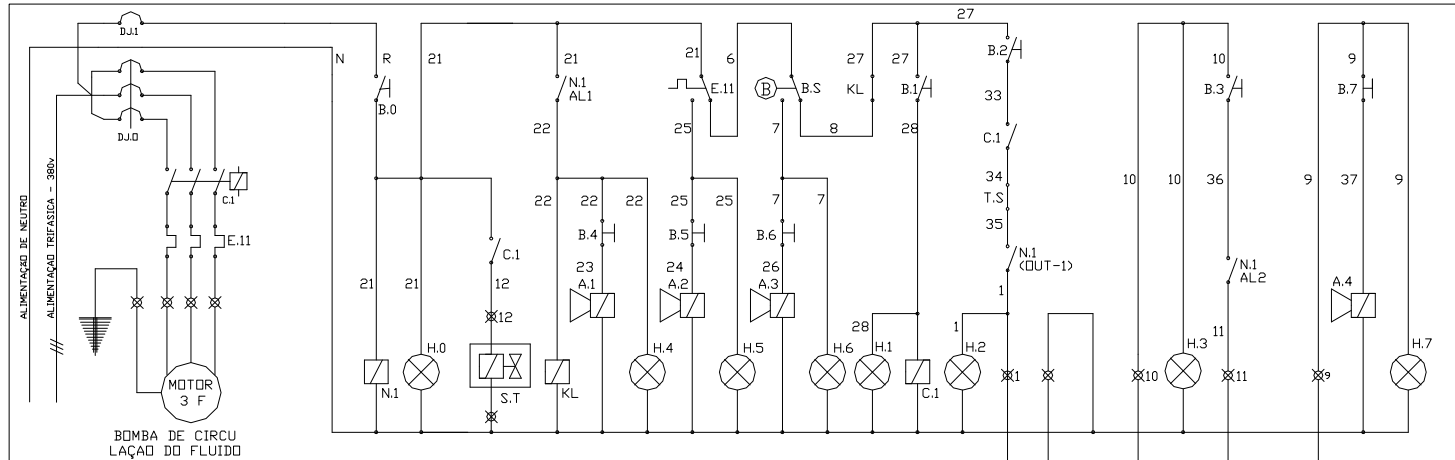 DJ.1
27
N
R
21
21
21
6
27
27
B.2
10
9
B.0
N.1
AL1
E.11
B
B.S
KL
B.1
B.3
B.7
DJ.0
33
22
25
7
8
28
C.1
ALIMENTAÇÃO DE NEUTRO
ALIMENTAÇÃO TRIFASICA - 380v
C.1
34
T.S
10
10
36
9
37
9
22
22
22
25
25
7
7
35
E.11
C.1
B.4
B.5
B.6
N.1
(OUT-1)
N.1
AL2
21
21
12
23
A.1
24
A.2
26
A.3
1
A.4
12
28
1
11
H.0
H.4
H.5
H.6
H.1
H.2
H.3
H.7
MOTOR
3 F
N.1
S.T
KL
C.1
1
10
11
9
BOMBA DE CIRCU
LAÇAO DO FLUIDO